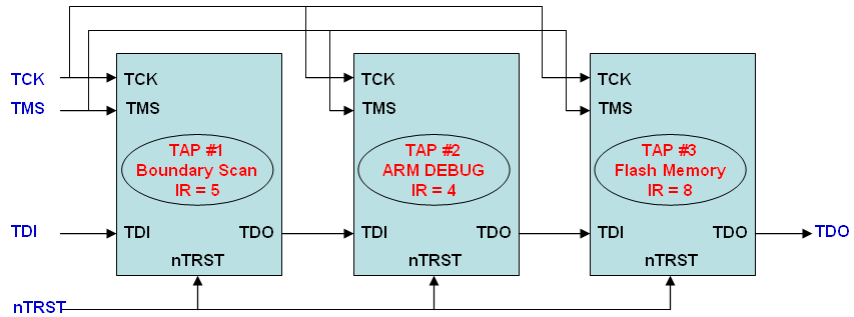 TCK
TMS
TDI
nTRST
TCK
TMS
TAP #1
Boundary Scan
IR = 5
TDI
TDO
nTRST
TCK
TMS
TAP #2
ARM DEBUG
IR = 4
TDI
TDO
nTRST
TCK
TMS
TAP #3
Flash Memory
IR = 8
TDI
TDO
nTRST
TDO